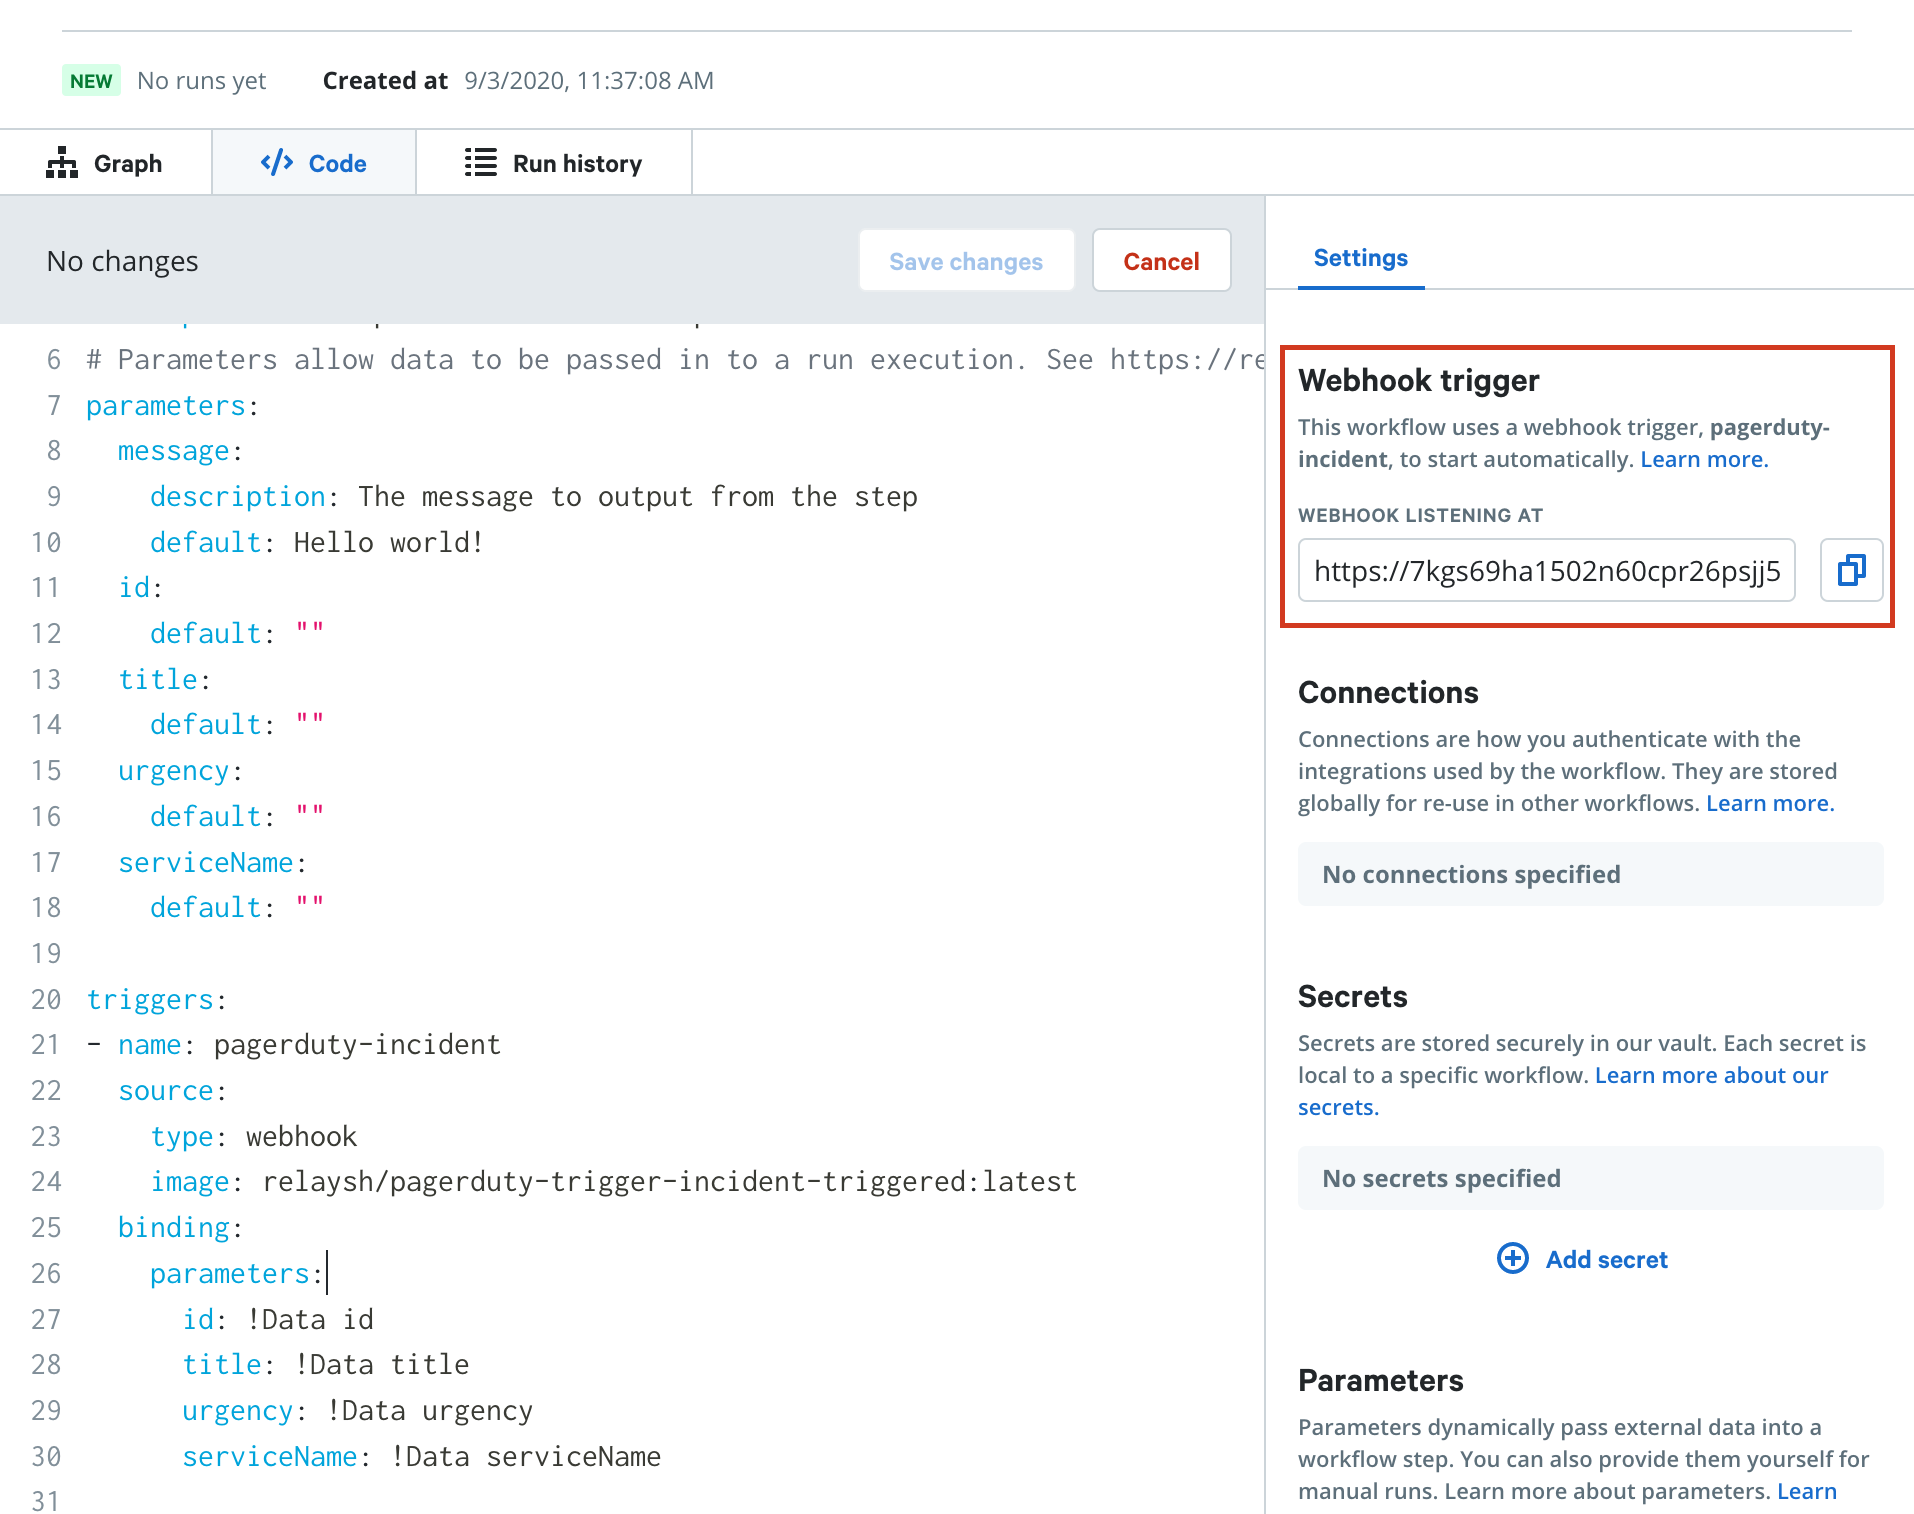 NEW No runs yet Created at 9/3/2020, 11:37:08 AM
Graph </> Code Run history
No changes Save changes Cancel
6 # Parameters allow data to be passed in to a run execution. See https://re
7 parameters:
8   message:
9     description: The message to output from the step
10     default: Hello world!
11   id:
12     default: ""
13   title:
14     default: ""
15   urgency:
16     default: ""
17   serviceName:
18     default: ""
19
20 triggers:
21 - name: pagerduty-incident
22   source:
23     type: webhook
24     image: relaysh/pagerduty-trigger-incident-triggered:latest
25   binding:
26     parameters:
27       id: !Data id
28       title: !Data title
29       urgency: !Data urgency
30       serviceName: !Data serviceName
31
Settings
Webhook trigger
This workflow uses a webhook trigger, pagerduty-
incident, to start automatically. Learn more.
WEBHOOK LISTENING AT
https://7kgs69ha1502n60cpr26psjj5
Connections
Connections are how you authenticate with the
integrations used by the workflow. They are stored
globally for re-use in other workflows. Learn more.
No connections specified
Secrets
Secrets are stored securely in our vault. Each secret is
local to a specific workflow. Learn more about our
secrets.
No secrets specified
Add secret
Parameters
Parameters dynamically pass external data into a
workflow step. You can also provide them yourself for
manual runs. Learn more about parameters. Learn